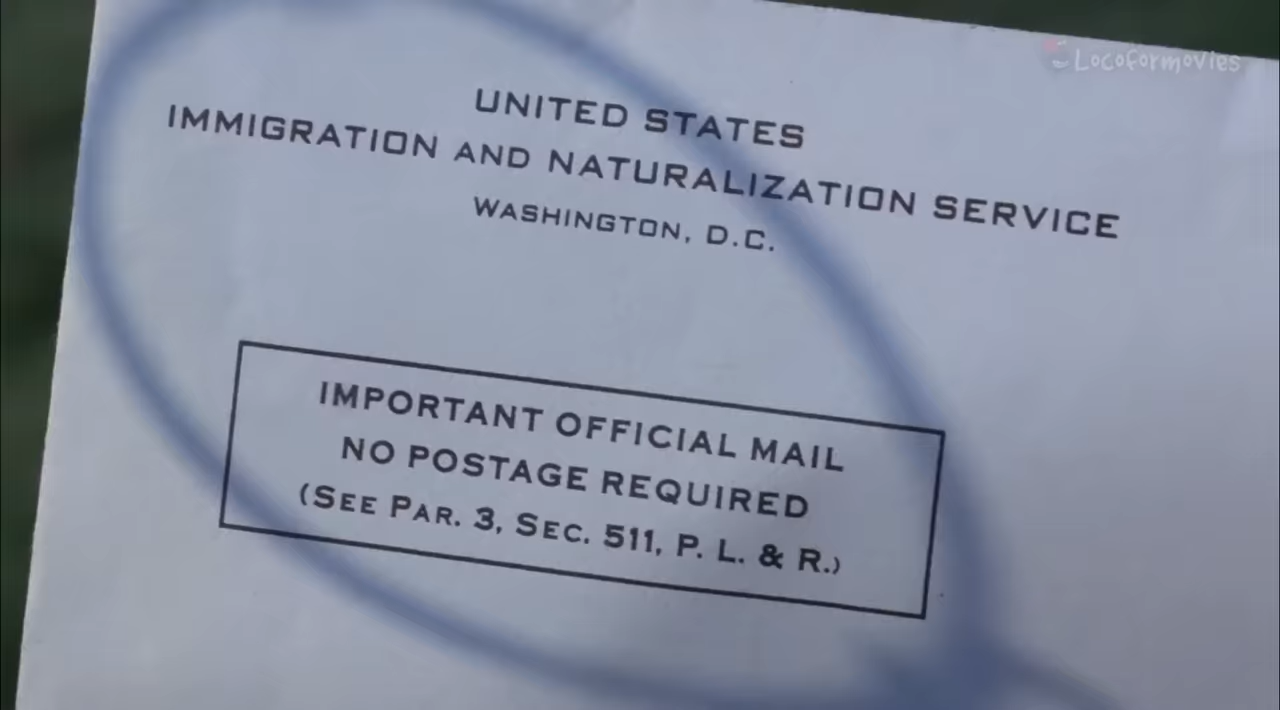 Locoformovies
UNITED STATES
IMMIGRATION AND NATURALIZATION SERVICE
WASHINGTON, D.C.
IMPORTANT OFFICIAL MAIL
NO POSTAGE REQUIRED
(SEE PAR. 3, SEC. 511, P. L. & R.)